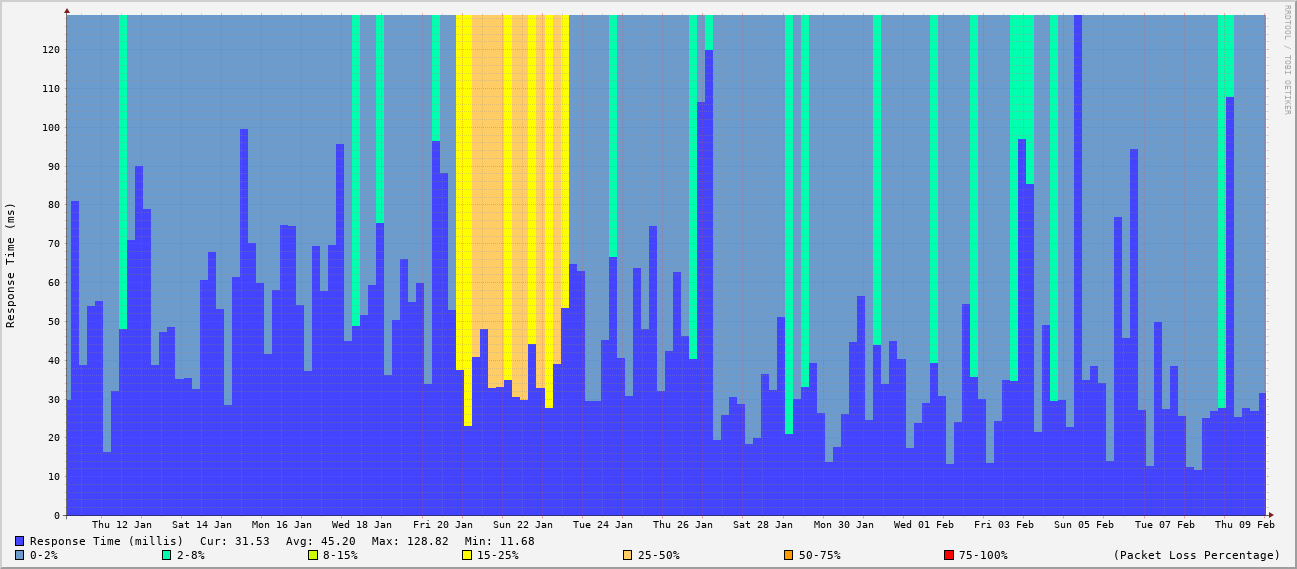 RRDTOOL / TOBI OETIKER
Response Time (ms)
120
110
100
90
80
70
60
50
40
30
20
10
0
Thu 12 Jan Sat 14 Jan Mon 16 Jan Wed 18 Jan Fri 20 Jan Sun 22 Jan Tue 24 Jan Thu 26 Jan Sat 28 Jan Mon 30 Jan Wed 01 Feb Fri 03 Feb Sun 05 Feb Tue 07 Feb Thu 09 Feb
Response Time (millis) Cur: 31.53 Avg: 45.20 Max: 128.82 Min: 11.68
0-2% 2-8% 8-15% 15-25% 25-50% 50-75% 75-100% (Packet Loss Percentage)